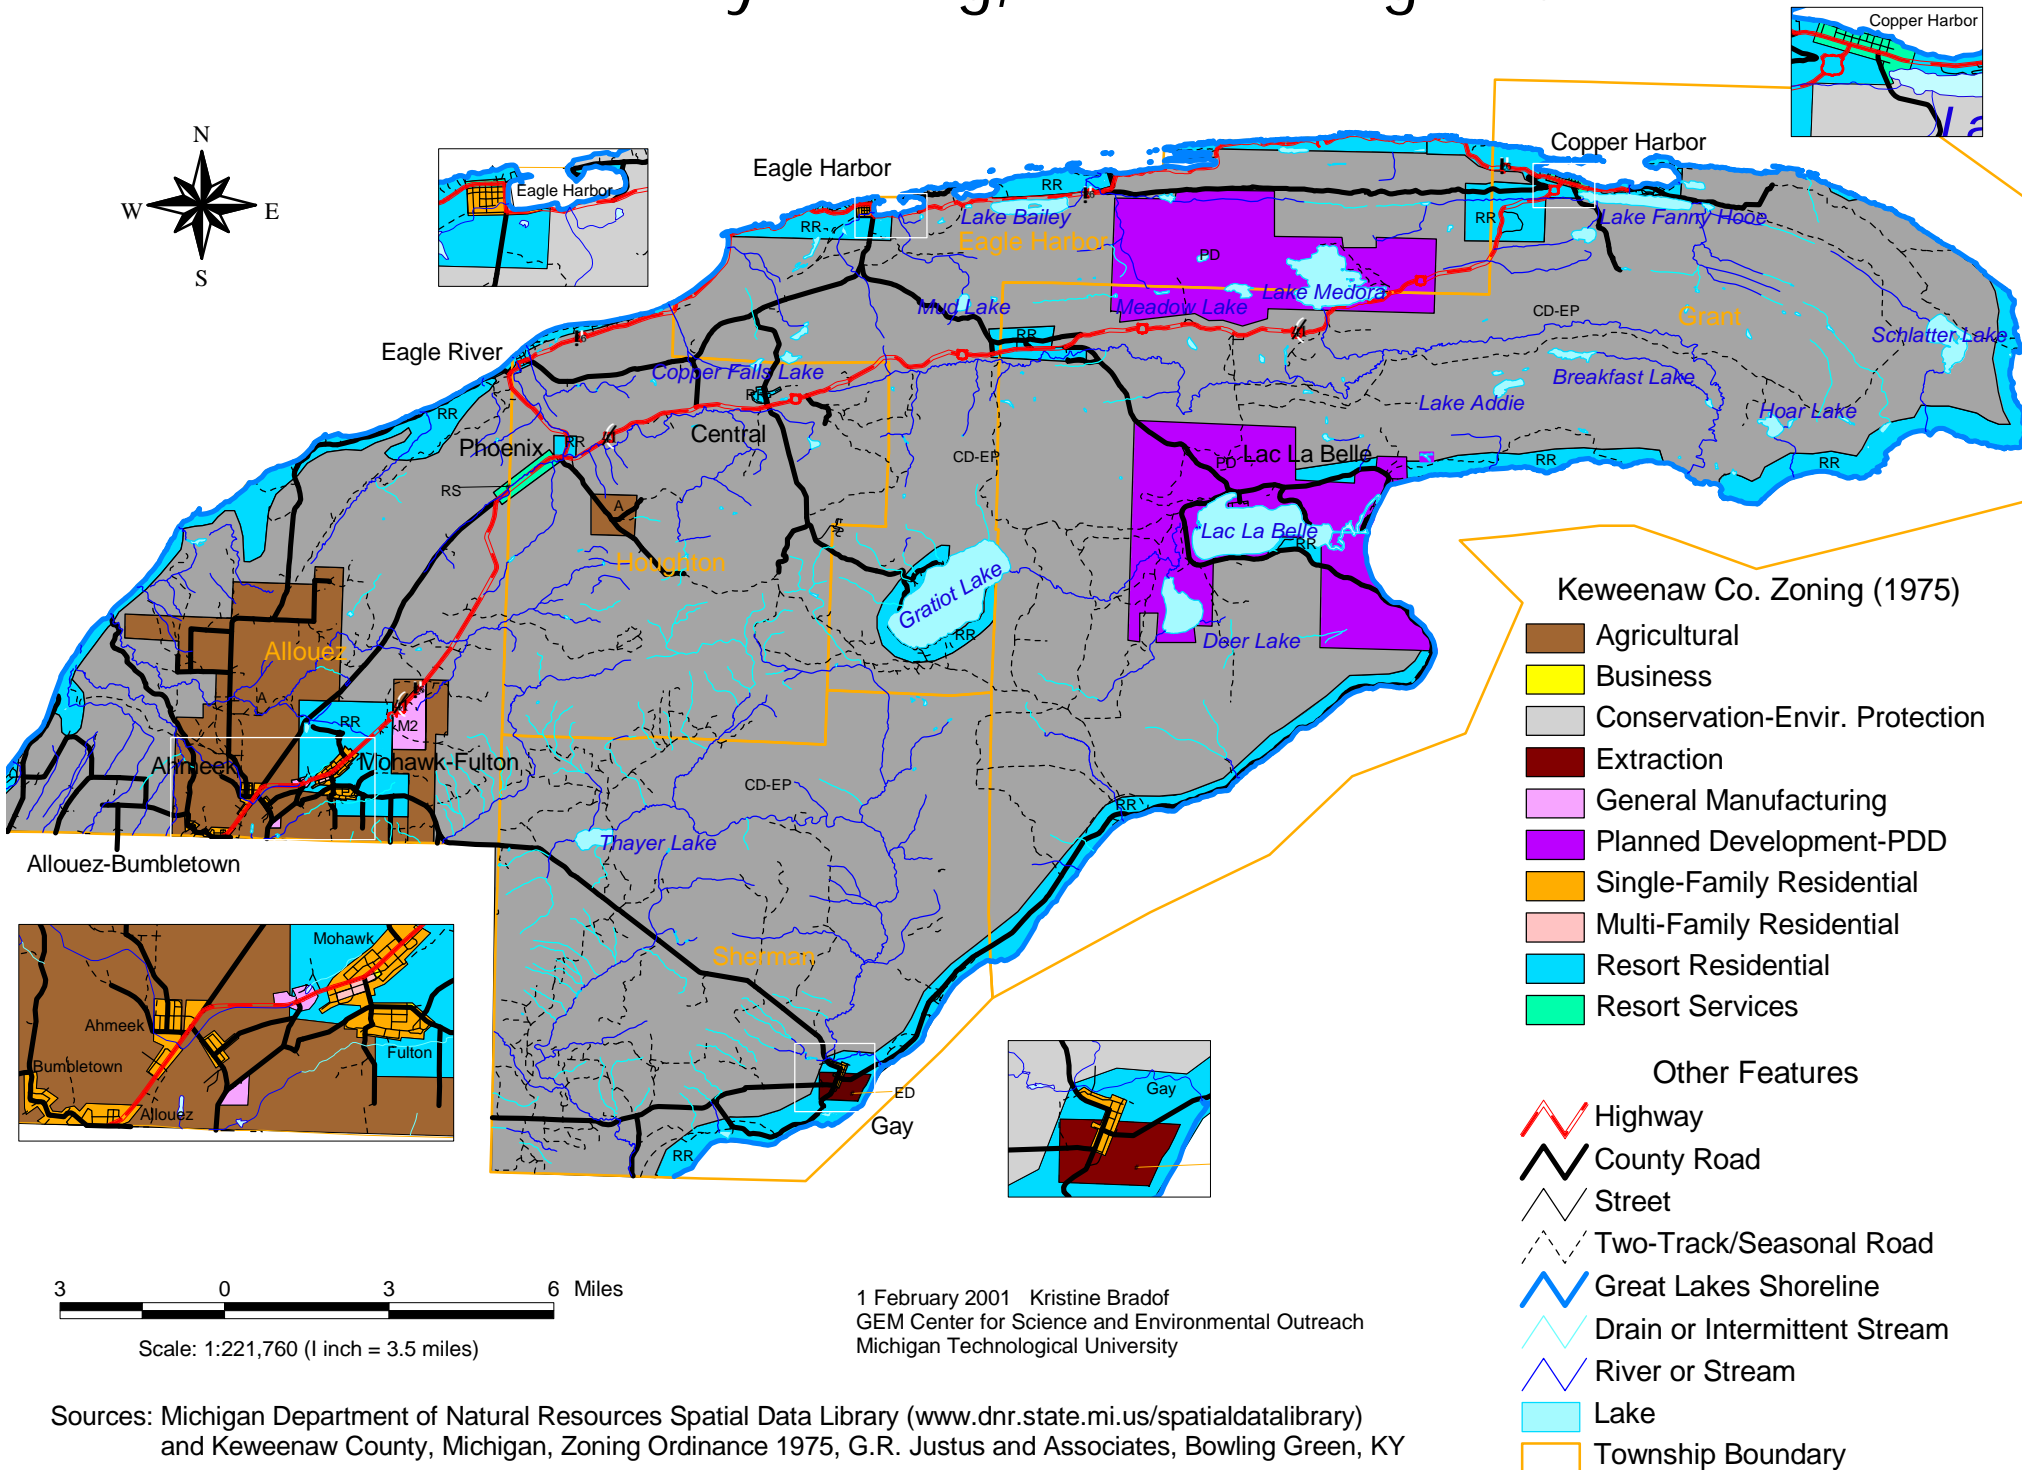 Copper Harbor
N
W
E
S
Eagle Harbor
Eagle Harbor
Copper Harbor
RR
RR
RR
Lake Bailey
Lake Fanny Hooe
Eagle Harbor
PD
Mud Lake
Meadow Lake
Lake Medora
CD-EP
Grant
Schlatter Lake
RR
Eagle River
Copper Falls Lake
Breakfast Lake
RR
Lake Addie
Hoar Lake
RR
Phoenix
RR
Central
CD-EP
PD
Lac La Belle
RR
RR
RS
A
Lac La Belle
RR
Houghton
Gratiot Lake
RR
Deer Lake
Allouez
A
RR
M2
Ahmeek
Mohawk-Fulton
CD-EP
RR
Thayer Lake
Allouez-Bumbletown
Sherman
ED
Gay
RR
Mohawk
Ahmeek
Fulton
Bumbletown
Allouez
Gay
Keweenaw Co. Zoning (1975)
Agricultural
Business
Conservation-Envir. Protection
Extraction
General Manufacturing
Planned Development-PDD
Single-Family Residential
Multi-Family Residential
Resort Residential
Resort Services
Other Features
Highway
County Road
Street
Two-Track/Seasonal Road
Great Lakes Shoreline
Drain or Intermittent Stream
River or Stream
Lake
Township Boundary
3 0 3 6 Miles
Scale: 1:221,760 (I inch = 3.5 miles)
1 February 2001 Kristine Bradof
GEM Center for Science and Environmental Outreach
Michigan Technological University
Sources: Michigan Department of Natural Resources Spatial Data Library (www.dnr.state.mi.us/spatialdatalibrary)
and Keweenaw County, Michigan, Zoning Ordinance 1975, G.R. Justus and Associates, Bowling Green, KY